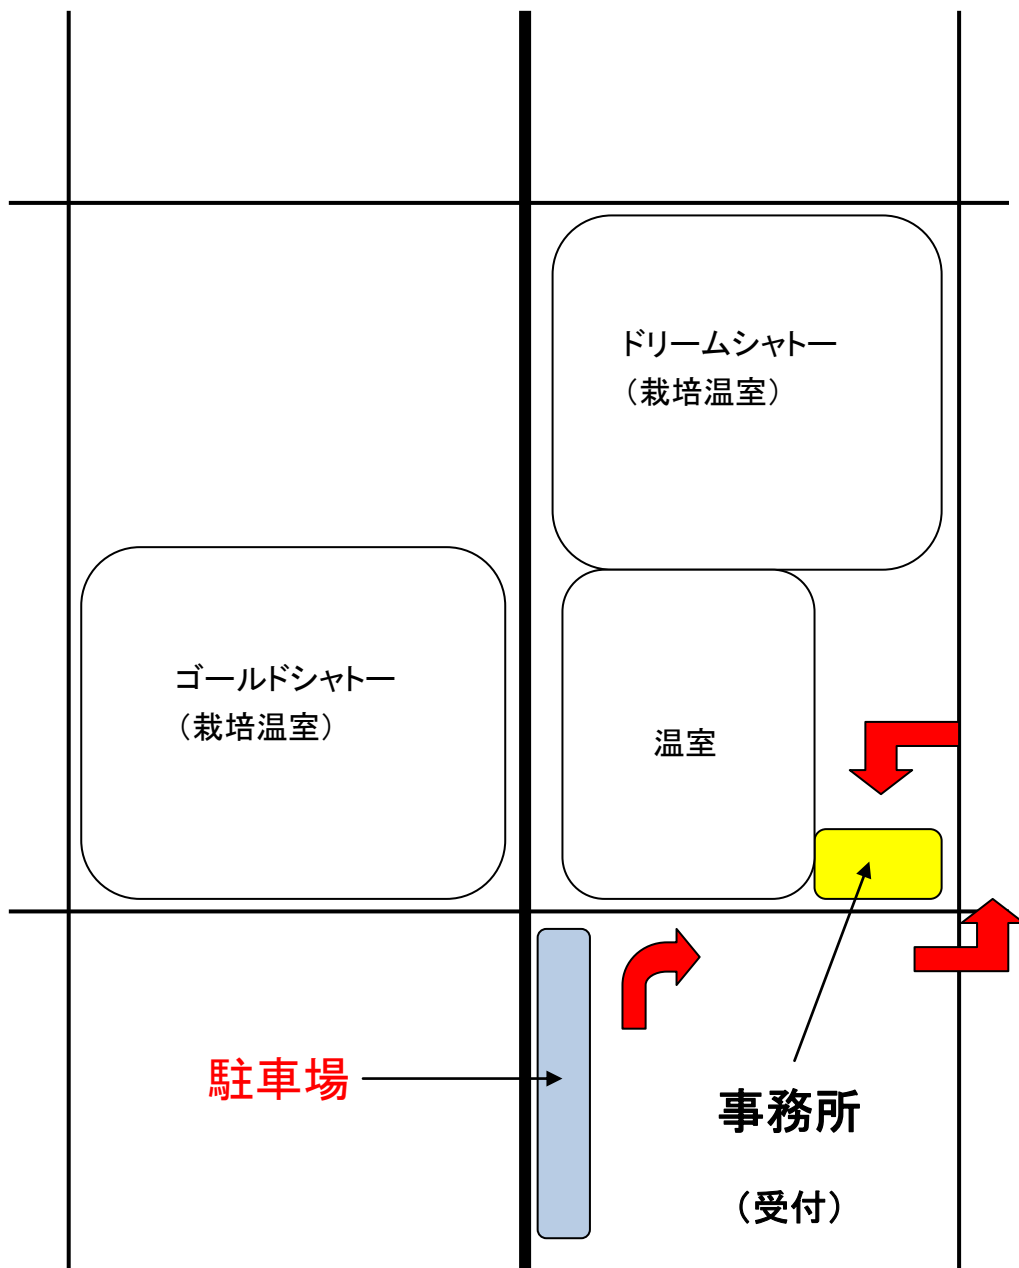 ドリームシャトー
（栽培温室）
ゴールドシャトー
（栽培温室）
温室
駐車場
事務所
（受付）